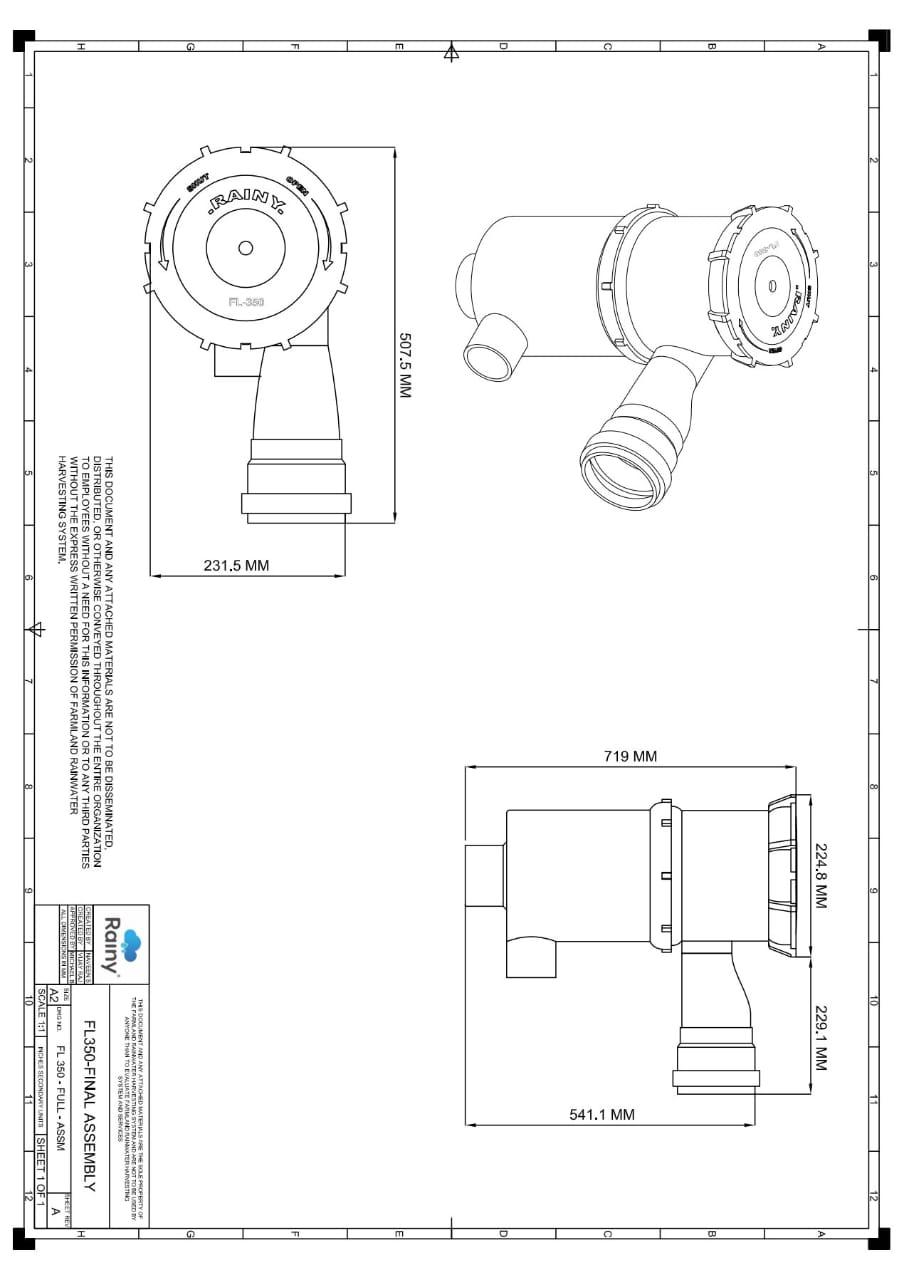 1 2 3 4 5 6 7 8 9 10 11 12
A A
B B
C C
D D
E E
F F
G G
H H
SHUT
.RAINY.
OPEN
FL-350
224.8 MM 229.1 MM
719 MM
541.1 MM
507.5 MM
OPEN
.RAINY.
FL-350
SHUT
231.5 MM
THIS DOCUMENT AND ANY ATTACHED MATERIALS ARE NOT TO BE DISSEMINATED,
DISTRIBUTED, OR OTHERWISE CONVEYED THROUGHOUT THE ENTIRE ORGANIZATION
TO EMPLOYEES WITHOUT A NEED FOR THIS INFORMATION OR TO ANY THIRD PARTIES
WITHOUT THE EXPRESS WRITTEN PERMISSION OF FARMLAND RAINWATER
HARVESTING SYSTEM.
Rainy
THIS DOCUMENT AND ANY ATTACHED MATERIALS ARE THE SOLE PROPERTY OF
THE FARMLAND RAINWATER HARVESTING SYSTEM AND ARE NOT TO BE USED BY
ANYONE THAN TO EVALUATE FARMLAND RAINWATER HARVESTING
SYSTEM AND SERVICES
FL350-FINAL ASSEMBLY
CREATED BY NAVEEN S
CREATED BY VIJAY RAJ
APPROVED BY MICHAEL B
ALL DIMENSIONS IN MM
SIZE
A2
DRG NO. FL 350 - FULL - ASSM
SHEET REV
A
SCALE 1:1 INCHES SECONDARY UNITS SHEET 1 OF 1
1 2 3 4 5 6 7 8 9 10 11 12